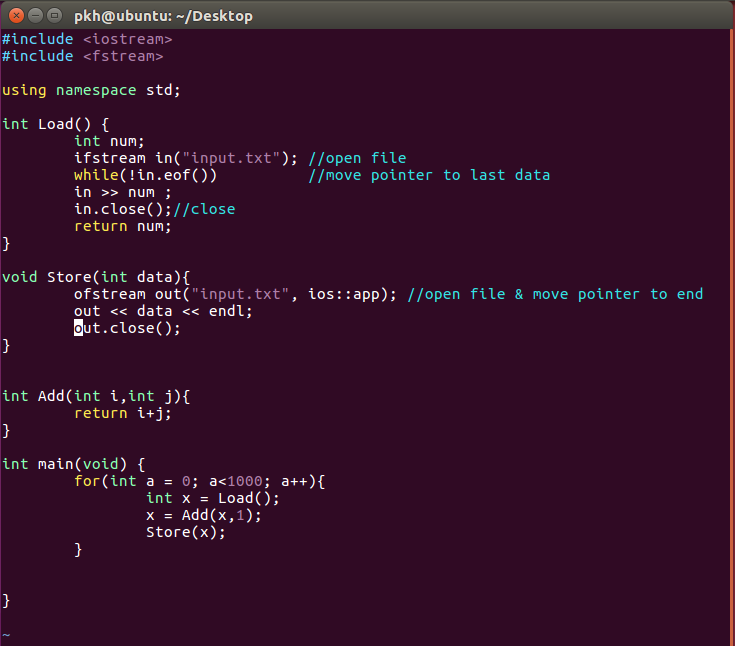 pkh@ubuntu: ~/Desktop
#include <iostream>
#include <fstream>
using namespace std;
int Load() {
        int num;
        ifstream in("input.txt"); //open file
        while(!in.eof())          //move pointer to last data
        in >> num ;
        in.close();//close
        return num;
}
void Store(int data){
        ofstream out("input.txt", ios::app); //open file & move pointer to end
        out << data << endl;
        out.close();
}
int Add(int i,int j){
        return i+j;
}
int main(void) {
        for(int a = 0; a<1000; a++){
                int x = Load();
                x = Add(x,1);
                Store(x);
        }
}
~